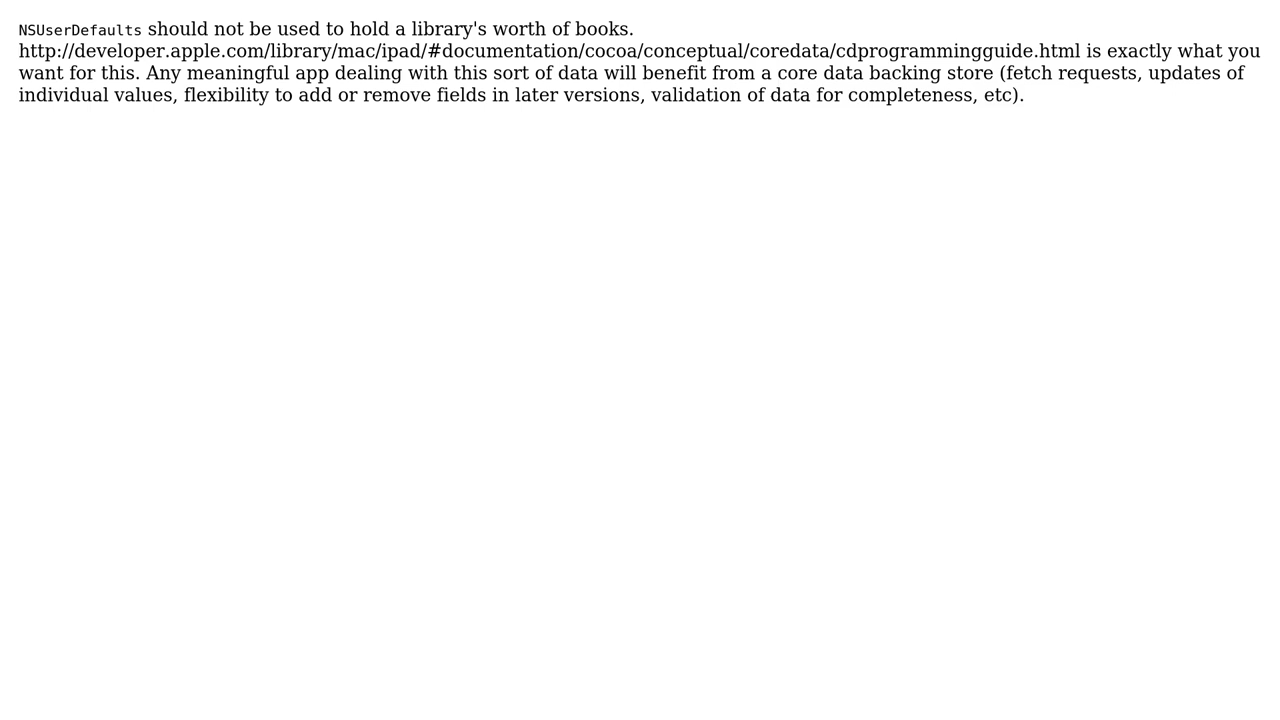 NSUserDefaults should not be used to hold a library's worth of books.
http://developer.apple.com/library/mac/ipad/#documentation/cocoa/conceptual/coredata/cdprogrammingguide.html is exactly what you
want for this. Any meaningful app dealing with this sort of data will benefit from a core data backing store (fetch requests, updates of
individual values, flexibility to add or remove fields in later versions, validation of data for completeness, etc).